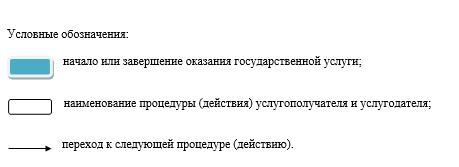 Условные обозначения:
начало или завершение оказания государственной услуги;
наименование процедуры (действия) услугополучателя и услугодателя;
переход к следующей процедуре (действию).